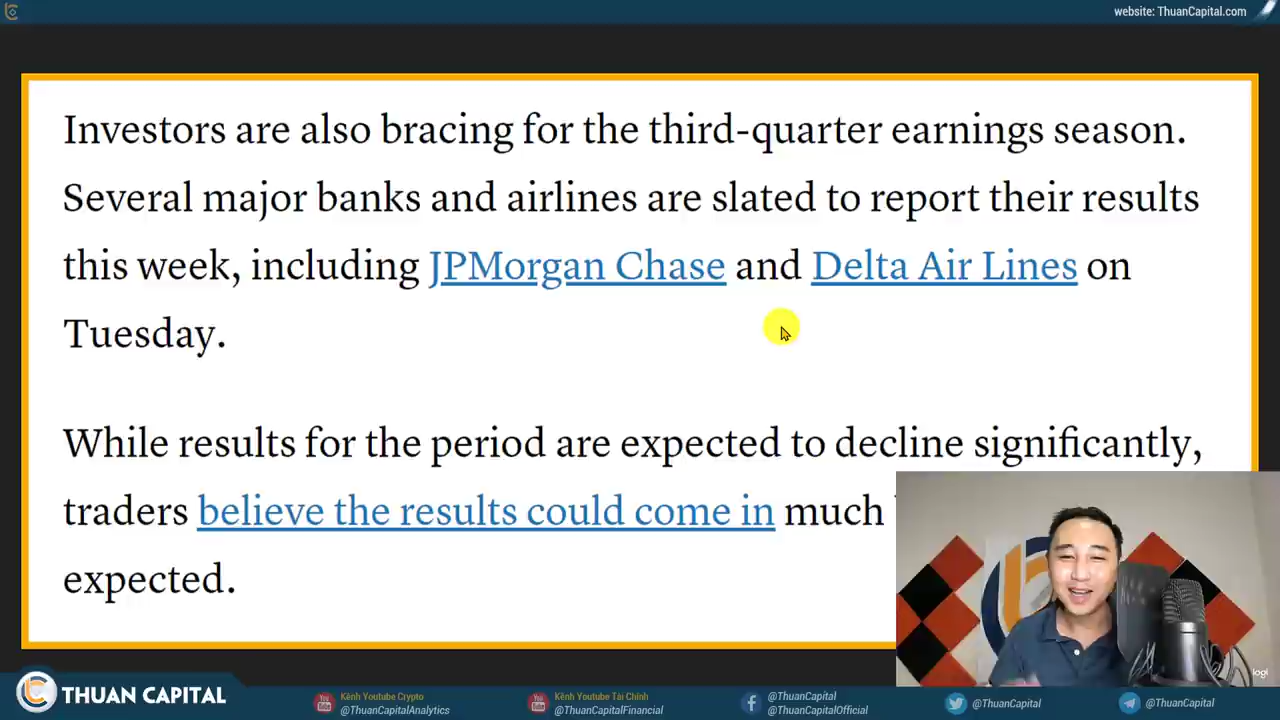 website: ThuanCapital.com
Investors are also bracing for the third-quarter earnings season.
Several major banks and airlines are slated to report their results
this week, including JPMorgan Chase and Delta Air Lines on
Tuesday.
While results for the period are expected to decline significantly,
traders believe the results could come in much
expected.
logi
THUAN CAPITAL
Kênh Youtube Crypto
@ThuanCapitalAnalytics
Kênh Youtube Tài Chính
@ThuanCapitalFinancial
@ThuanCapital
@ThuanCapitalOfficial
@ThuanCapital
@ThuanCapital